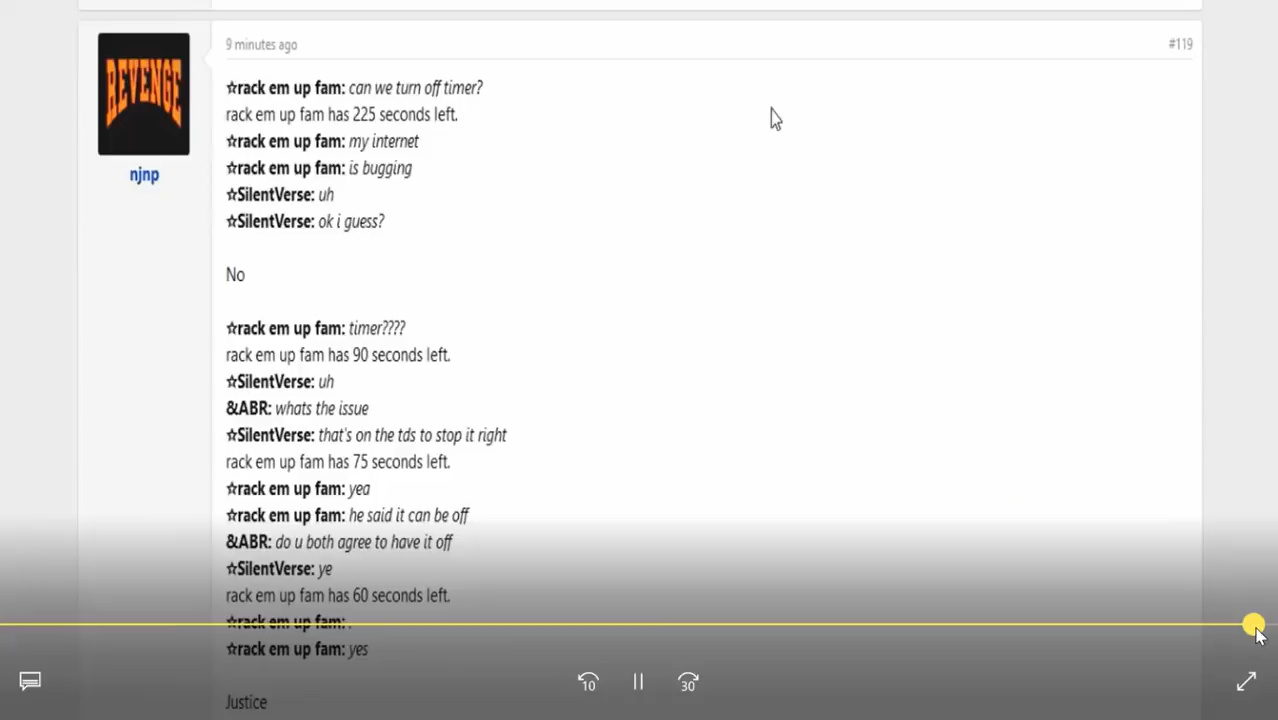 9 minutes ago
#119
REVENGE
njnp
☆rack em up fam: can we turn off timer?
rack em up fam has 225 seconds left.
☆rack em up fam: my internet
☆rack em up fam: is bugging
☆SilentVerse: uh
☆SilentVerse: ok i guess?
No
☆rack em up fam: timer????
rack em up fam has 90 seconds left.
☆SilentVerse: uh
&ABR: whats the issue
☆SilentVerse: that's on the tds to stop it right
rack em up fam has 75 seconds left.
☆rack em up fam: yea
☆rack em up fam: he said it can be off
&ABR: do u both agree to have it off
☆SilentVerse: ye
rack em up fam has 60 seconds left.
☆rack em up fam: .
☆rack em up fam: yes
Justice
10
30